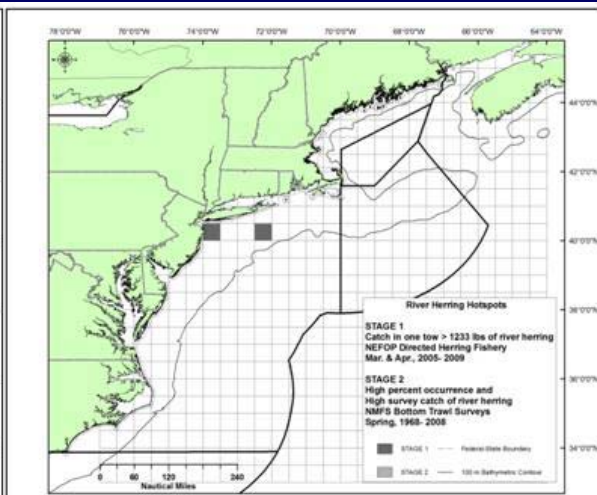 78°0'0"W 76°0'0"W 74°0'0"W 72°0'0"W 70°0'0"W 68°0'0"W 66°0'0"W 64°0'0"W
44°0'0"N
42°0'0"N
40°0'0"N
38°0'0"N
36°0'0"N
34°0'0"N
River Herring Hotspots
STAGE 1
Catch in one tow > 1233 lbs of river herring
NEFOP Directed Herring Fishery
Mar. & Apr., 2005- 2009
STAGE 2
High percent occurrence and
High survey catch of river herring
NMFS Bottom Trawl Surveys
Spring, 1968- 2008
STAGE 1 Federal-State Boundary
STAGE 2 100 m Bathymetric Contour
0 60 120 240
Nautical Miles